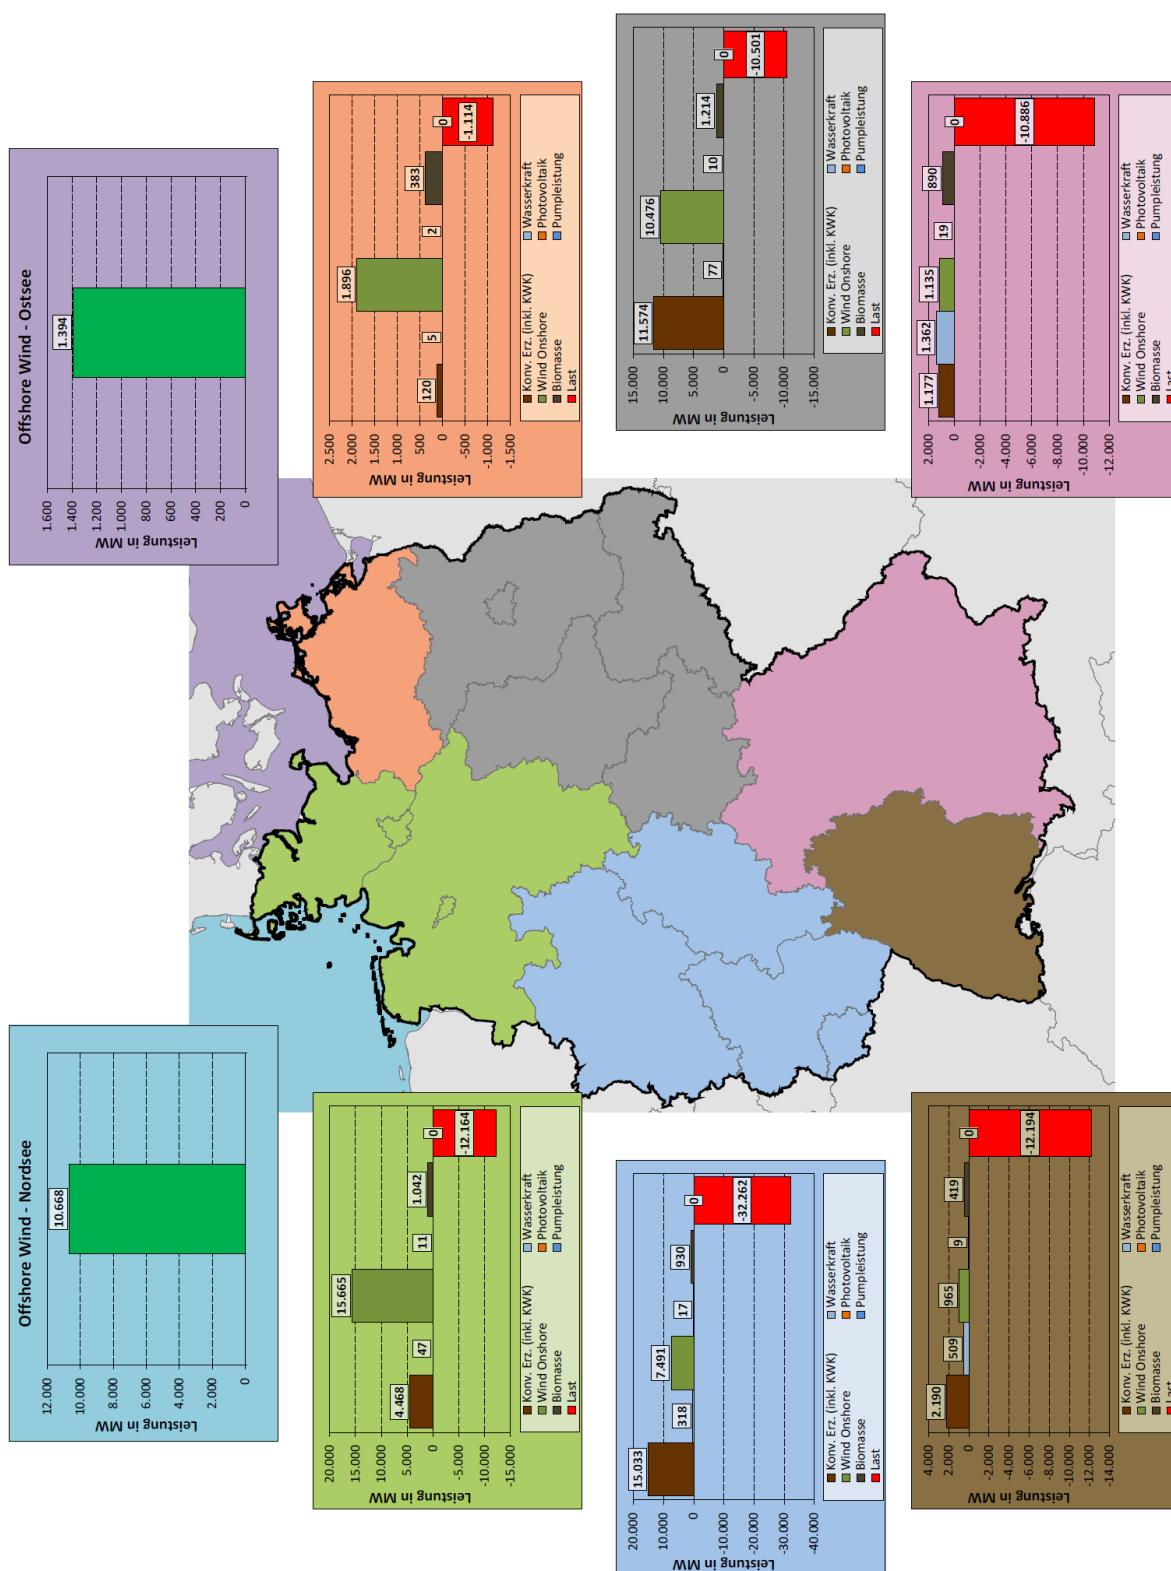 Offshore Wind - Nordsee
Leistung in MW
12.000
10.000
8.000
6.000
4.000
2.000
0
10.668
Offshore Wind - Ostsee
Leistung in MW
1.600
1.400
1.200
1.000
800
600
400
200
0
1.394
Leistung in MW
20.000
15.000
10.000
5.000
0
-5.000
-10.000
-15.000
4.468
47
15.665
11
1.042
0
-12.164
Konv. Erz. (inkl. KWK)
Wasserkraft
Wind Onshore
Photovoltaik
Biomasse
Pumpleistung
Last
Leistung in MW
2.500
2.000
1.500
1.000
500
0
-500
-1.000
-1.500
120
5
1.896
2
383
0
-1.114
Konv. Erz. (inkl. KWK)
Wasserkraft
Wind Onshore
Photovoltaik
Biomasse
Pumpleistung
Last
Leistung in MW
20.000
10.000
0
-10.000
-20.000
-30.000
-40.000
15.033
318
7.491
17
930
0
-32.262
Konv. Erz. (inkl. KWK)
Wasserkraft
Wind Onshore
Photovoltaik
Biomasse
Pumpleistung
Last
Leistung in MW
15.000
10.000
5.000
0
-5.000
-10.000
-15.000
11.574
77
10.476
10
1.214
0
-10.501
Konv. Erz. (inkl. KWK)
Wasserkraft
Wind Onshore
Photovoltaik
Biomasse
Pumpleistung
Last
Leistung in MW
4.000
2.000
0
-2.000
-4.000
-6.000
-8.000
-10.000
-12.000
-14.000
2.190
509
965
9
419
0
-12.194
Konv. Erz. (inkl. KWK)
Wasserkraft
Wind Onshore
Photovoltaik
Biomasse
Pumpleistung
Last
Leistung in MW
2.000
0
-2.000
-4.000
-6.000
-8.000
-10.000
-12.000
1.177
1.362
1.135
19
890
0
-10.886
Konv. Erz. (inkl. KWK)
Wasserkraft
Wind Onshore
Photovoltaik
Biomasse
Pumpleistung
Last